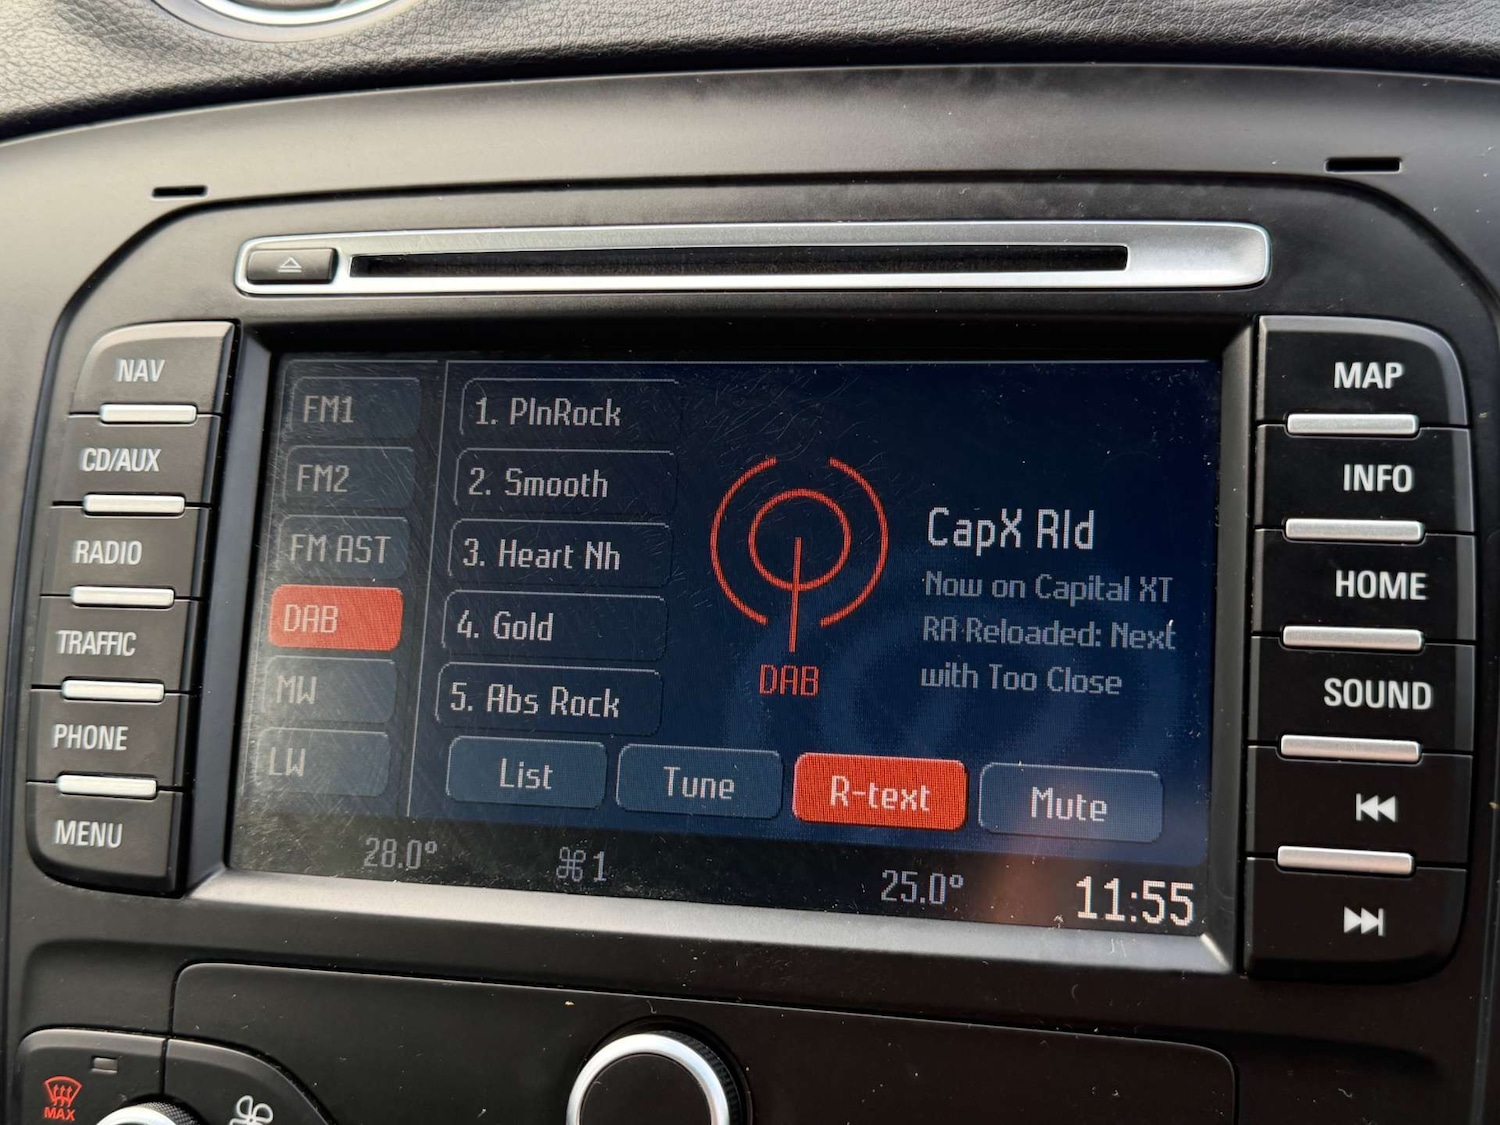 NAV
CD/AUX
RADIO
TRAFFIC
PHONE
MENU
FM1
FM2
FM AST
DAB
MW
LW
1. PlnRock
2. Smooth
3. Heart Nh
4. Gold
5. Abs Rock
DAB
CapX Rld
Now on Capital XT
RA Reloaded: Next
with Too Close
List
Tune
R-text
Mute
28.0°
⌘1
25.0°
11:55
MAP
INFO
HOME
SOUND
MAX